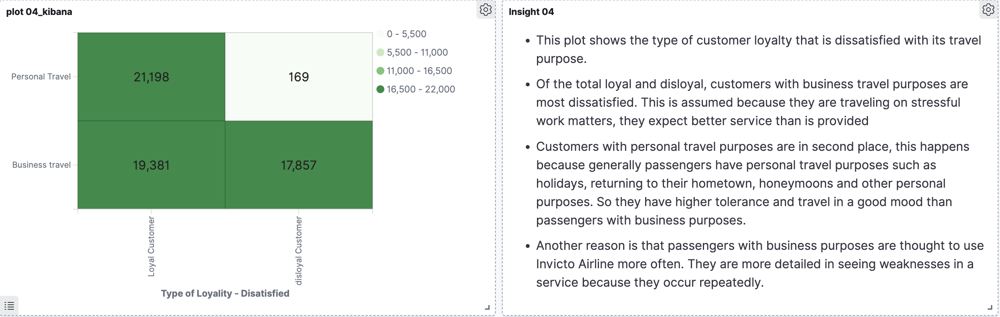 plot 04_kibana
0 - 5,500
5,500 - 11,000
11,000 - 16,500
16,500 - 22,000
Personal Travel
21,198
169
Business travel
19,381
17,857
Loyal Customer
disloyal Customer
Type of Loyality - Disatisfied
Insight 04
• This plot shows the type of customer loyalty that is dissatisfied with its travel
purpose.
• Of the total loyal and disloyal, customers with business travel purposes are
most dissatisfied. This is assumed because they are traveling on stressful
work matters, they expect better service than is provided
• Customers with personal travel purposes are in second place, this happens
because generally passengers have personal travel purposes such as
holidays, returning to their hometown, honeymoons and other personal
purposes. So they have higher tolerance and travel in a good mood than
passengers with business purposes.
• Another reason is that passengers with business purposes are thought to use
Invicto Airline more often. They are more detailed in seeing weaknesses in a
service because they occur repeatedly.